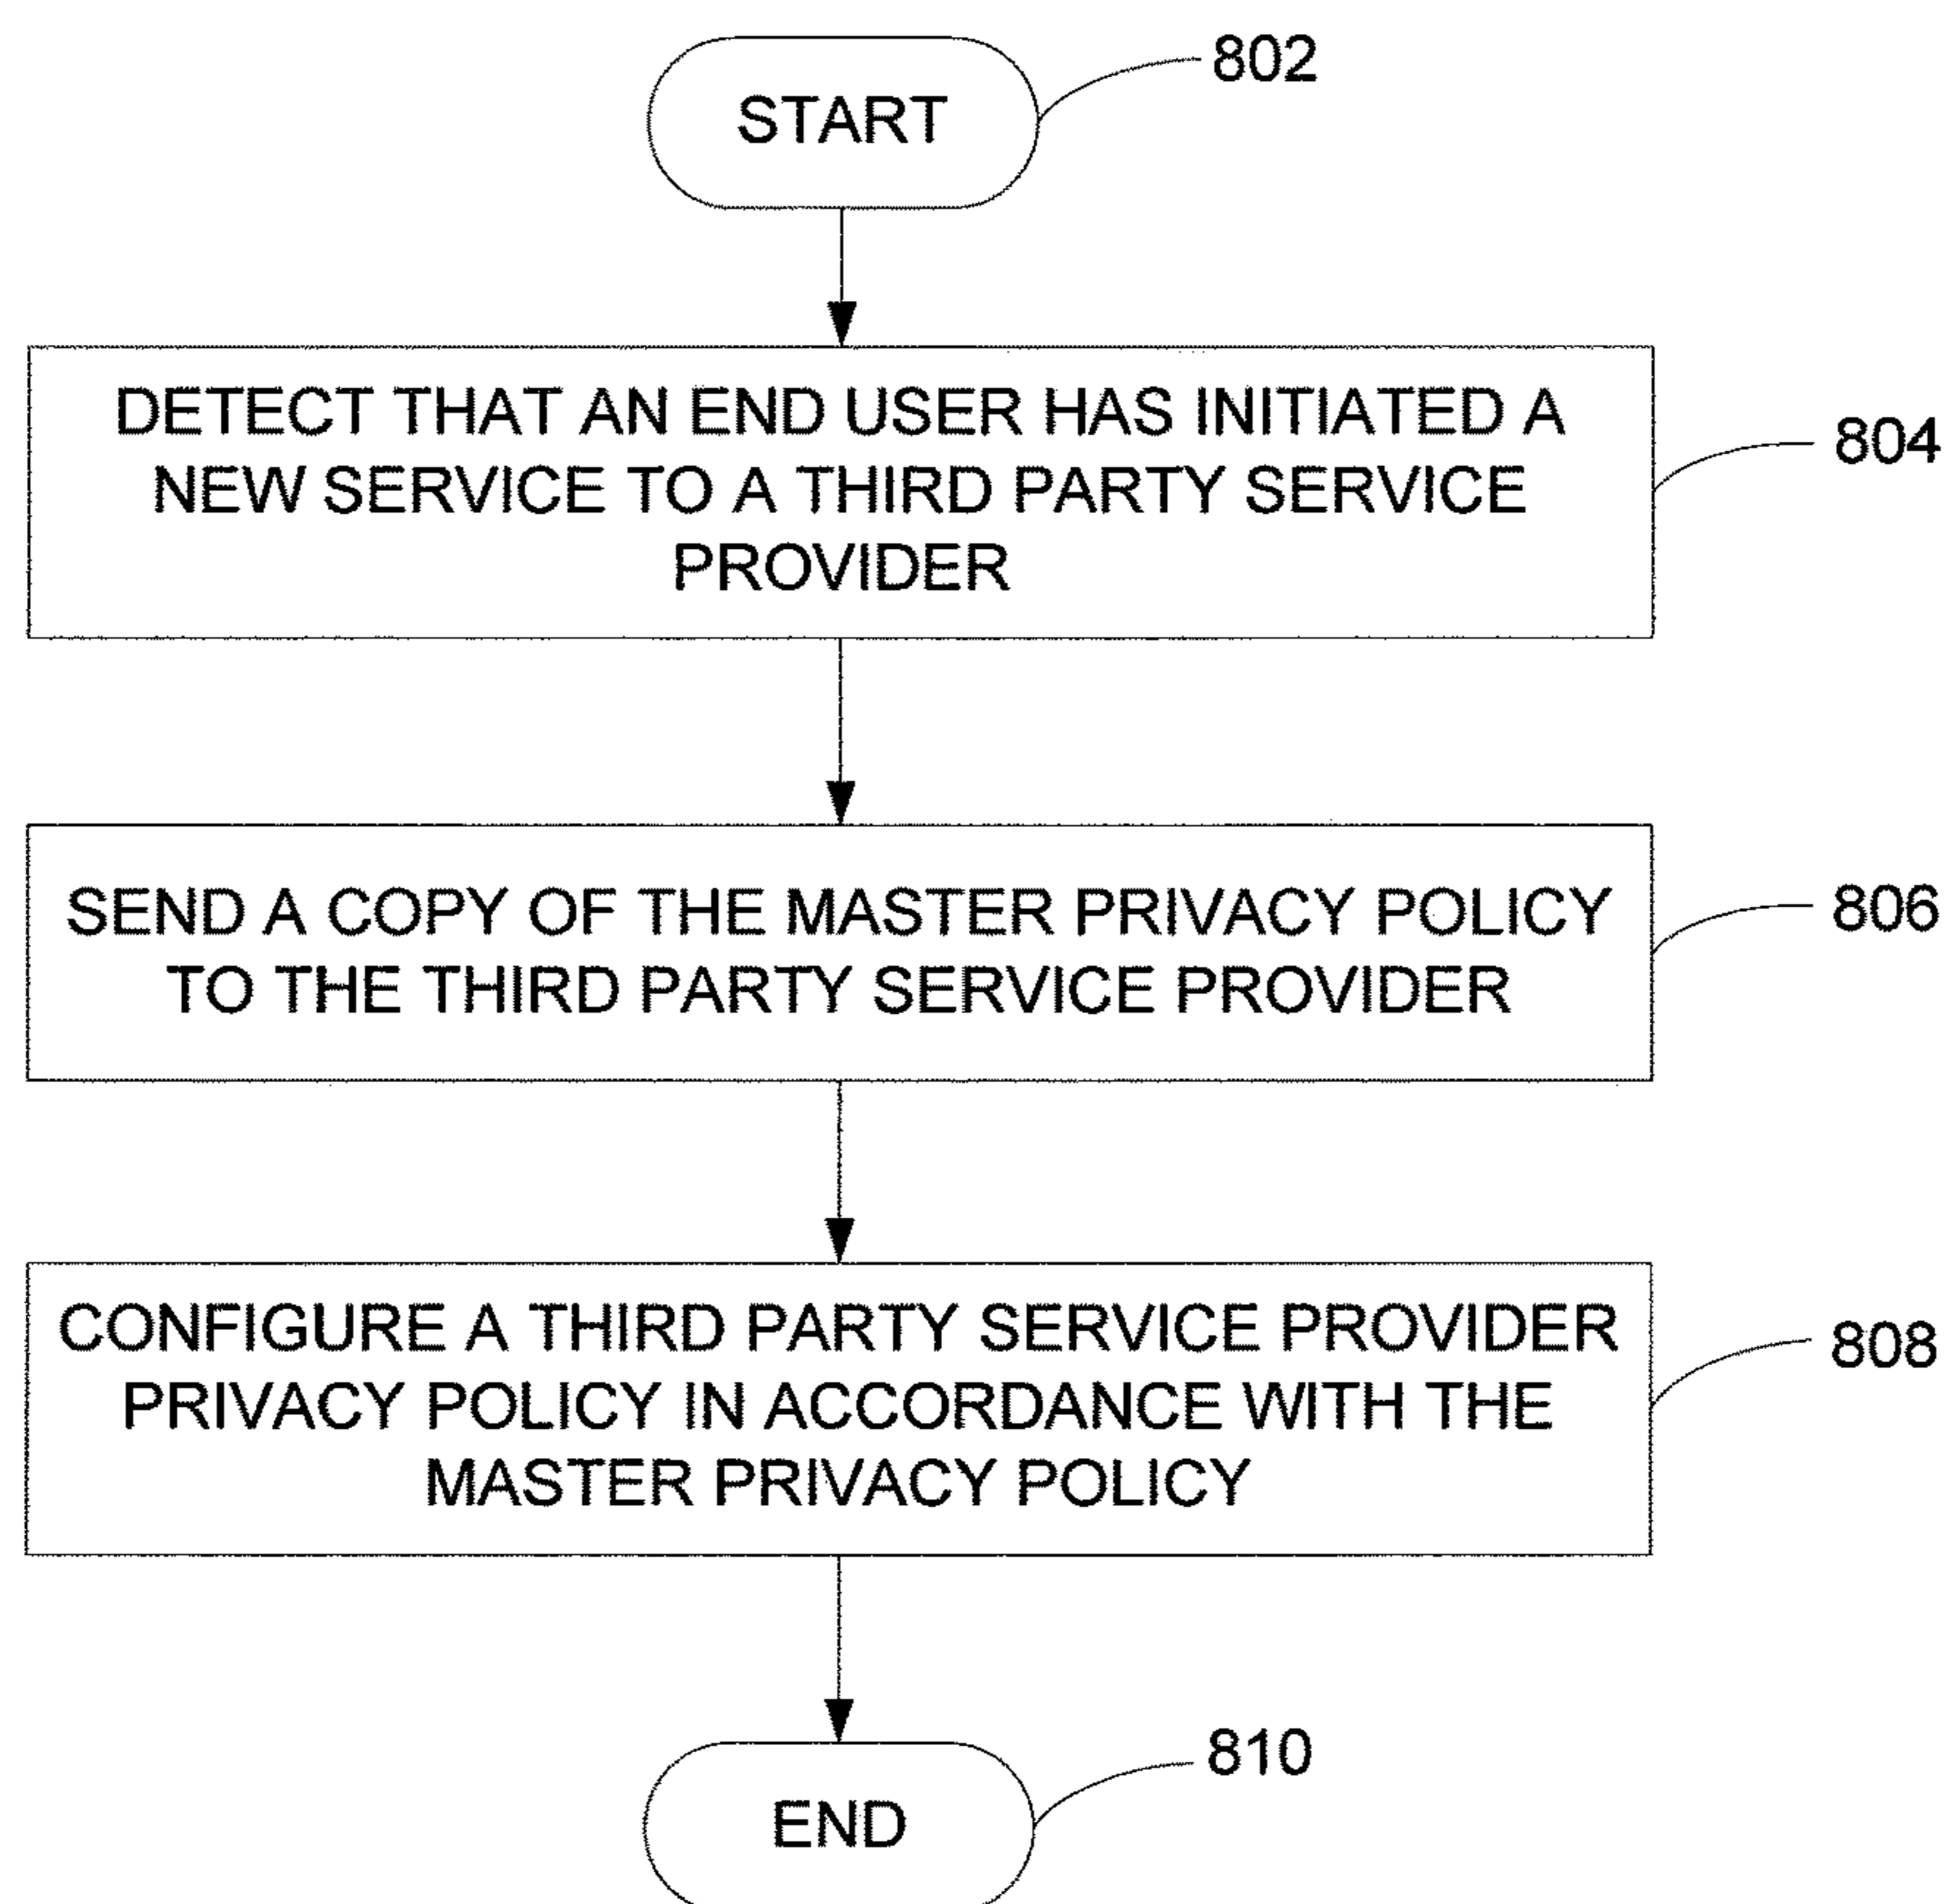 802
START
DETECT THAT AN END USER HAS INITIATED A
NEW SERVICE TO A THIRD PARTY SERVICE
PROVIDER
804
SEND A COPY OF THE MASTER PRIVACY POLICY
TO THE THIRD PARTY SERVICE PROVIDER
806
CONFIGURE A THIRD PARTY SERVICE PROVIDER
PRIVACY POLICY IN ACCORDANCE WITH THE
MASTER PRIVACY POLICY
808
810
END